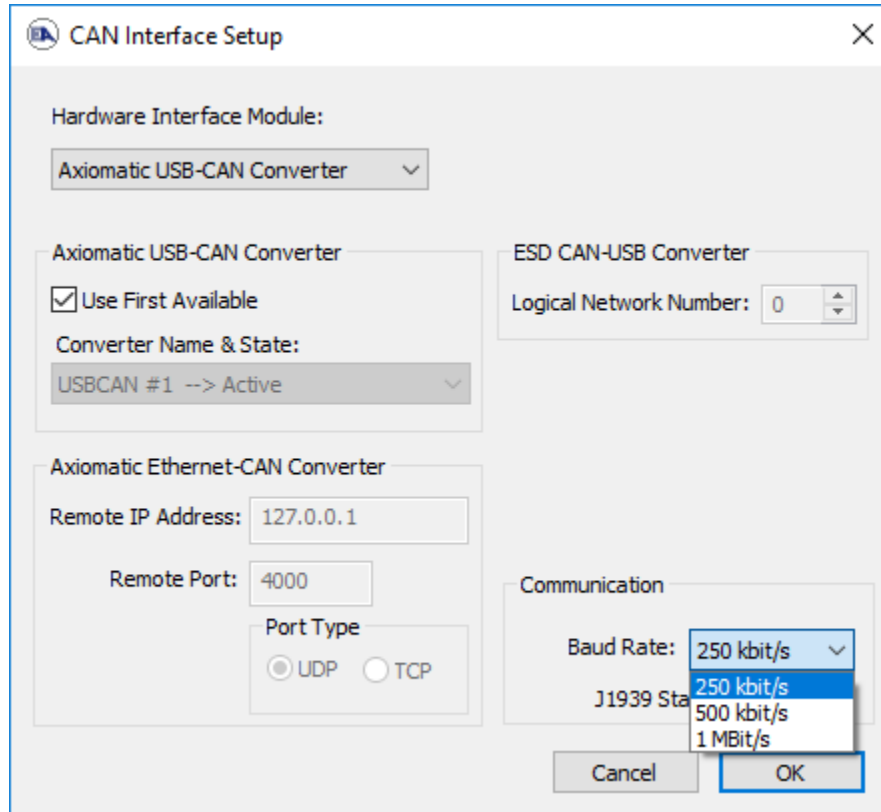 CAN Interface Setup
Hardware Interface Module:
Axiomatic USB-CAN Converter
Axiomatic USB-CAN Converter
Use First Available
Converter Name & State:
USBCAN #1 --> Active
ESD CAN-USB Converter
Logical Network Number: 0
Axiomatic Ethernet-CAN Converter
Remote IP Address: 127.0.0.1
Remote Port: 4000
Port Type
UDP TCP
Communication
Baud Rate: 250 kbit/s
250 kbit/s
J1939 Sta
500 kbit/s
1 MBit/s
Cancel OK